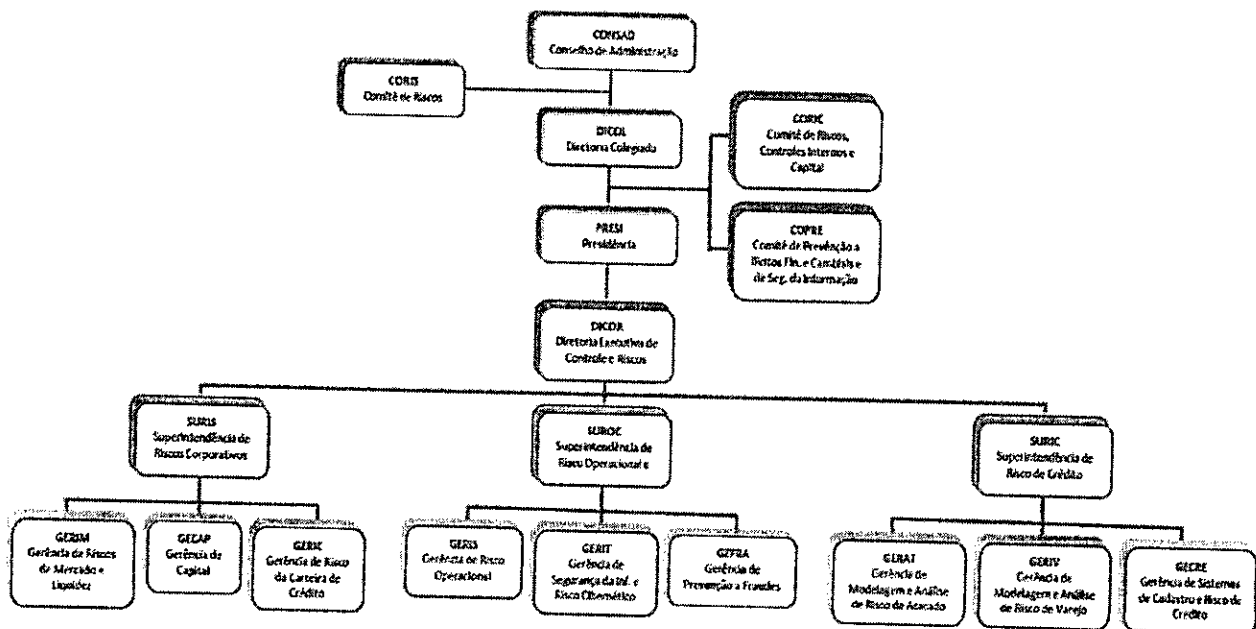 CONSAD
Conselho de Administração
CORIS
Comitê de Riscos
DICOL
Diretoria Colegiada
CORIC
Comitê de Riscos,
Controles Internos e
Capital
PRESI
Presidência
COPRE
Comitê de Prevenção a
Ilícitos Fin. e Cambiais e
de Seg. da Informação
DICOR
Diretoria Executiva de
Controle e Riscos
SURIS
Superintendência de
Riscos Corporativos
SUROC
Superintendência de
Risco Operacional e
SURIC
Superintendência de
Risco de Crédito
GERIM
Gerência de Riscos
de Mercado e
Liquidez
GECAP
Gerência de
Capital
GERIC
Gerência de Risco
da Carteira de
Crédito
GERIS
Gerência de Risco
Operacional
GERIT
Gerência de
Segurança da Inf. e
Risco Cibernético
GEFRA
Gerência de
Prevenção a Fraudes
GERAT
Gerência de
Modelagem e Análise
de Risco de Atacado
GERIV
Gerência de
Modelagem e Análise
de Risco de Varejo
GECRE
Gerência de Sistemas
de Cadastro e Risco de
Crédito